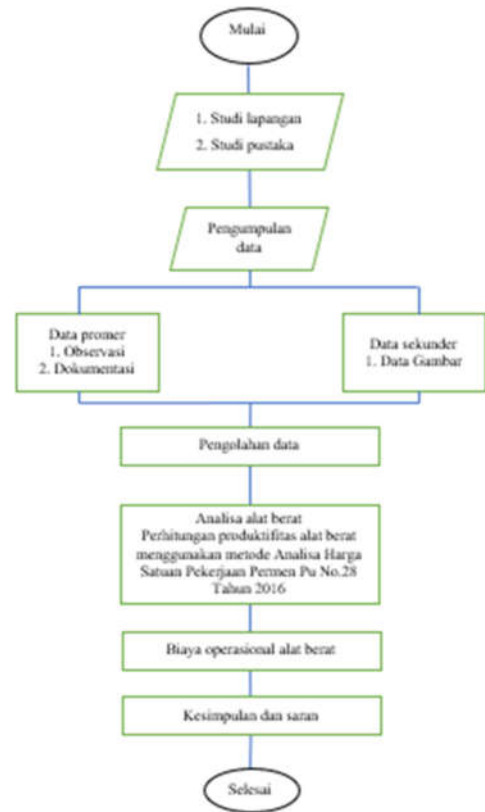 Mulai
1. Studi lapangan
2. Studi pustaka
Pengumpulan
data
Data promer
1. Observasi
2. Dokumentasi
Data sekunder
1. Data Gambar
Pengolahan data
Analisa alat berat
Perhitungan produktifitas alat berat
menggunakan metode Analisa Harga
Satuan Pekerjaan Permen Pu No.28
Tahun 2016
Biaya operasional alat berat
Kesimpulan dan saran
Selesai